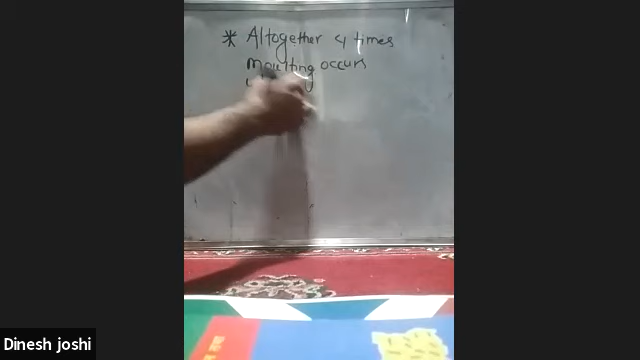 * Altogether 4 times
Moulting occurs
Dinesh joshi